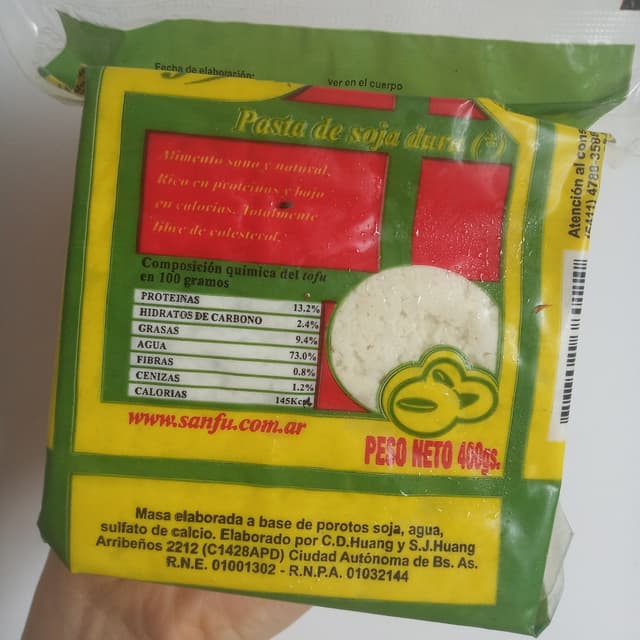 Fecha de elaboración:
ver en el cuerpo
Pasta de soja dura (*)
Alimento sano y natural.
Rico en proteinas y bajo
en calorias. Totalmente
libre de colesterol.
Composición química del tofu
en 100 gramos
PROTEINAS 13.2%
HIDRATOS DE CARBONO 2.4%
GRASAS 9.4%
AGUA 73.0%
FIBRAS 0.8%
CENIZAS 1.2%
CALORIAS 145Kcal
www.sanfu.com.ar
PESO NETO 400gs.
Masa elaborada a base de porotos soja, agua,
sulfato de calcio. Elaborado por C.D.Huang y S.J.Huang
Arribeños 2212 (C1428APD) Ciudad Autónoma de Bs. As.
R.N.E. 01001302 - R.N.P.A. 01032144
Atención al
(5411) 4780